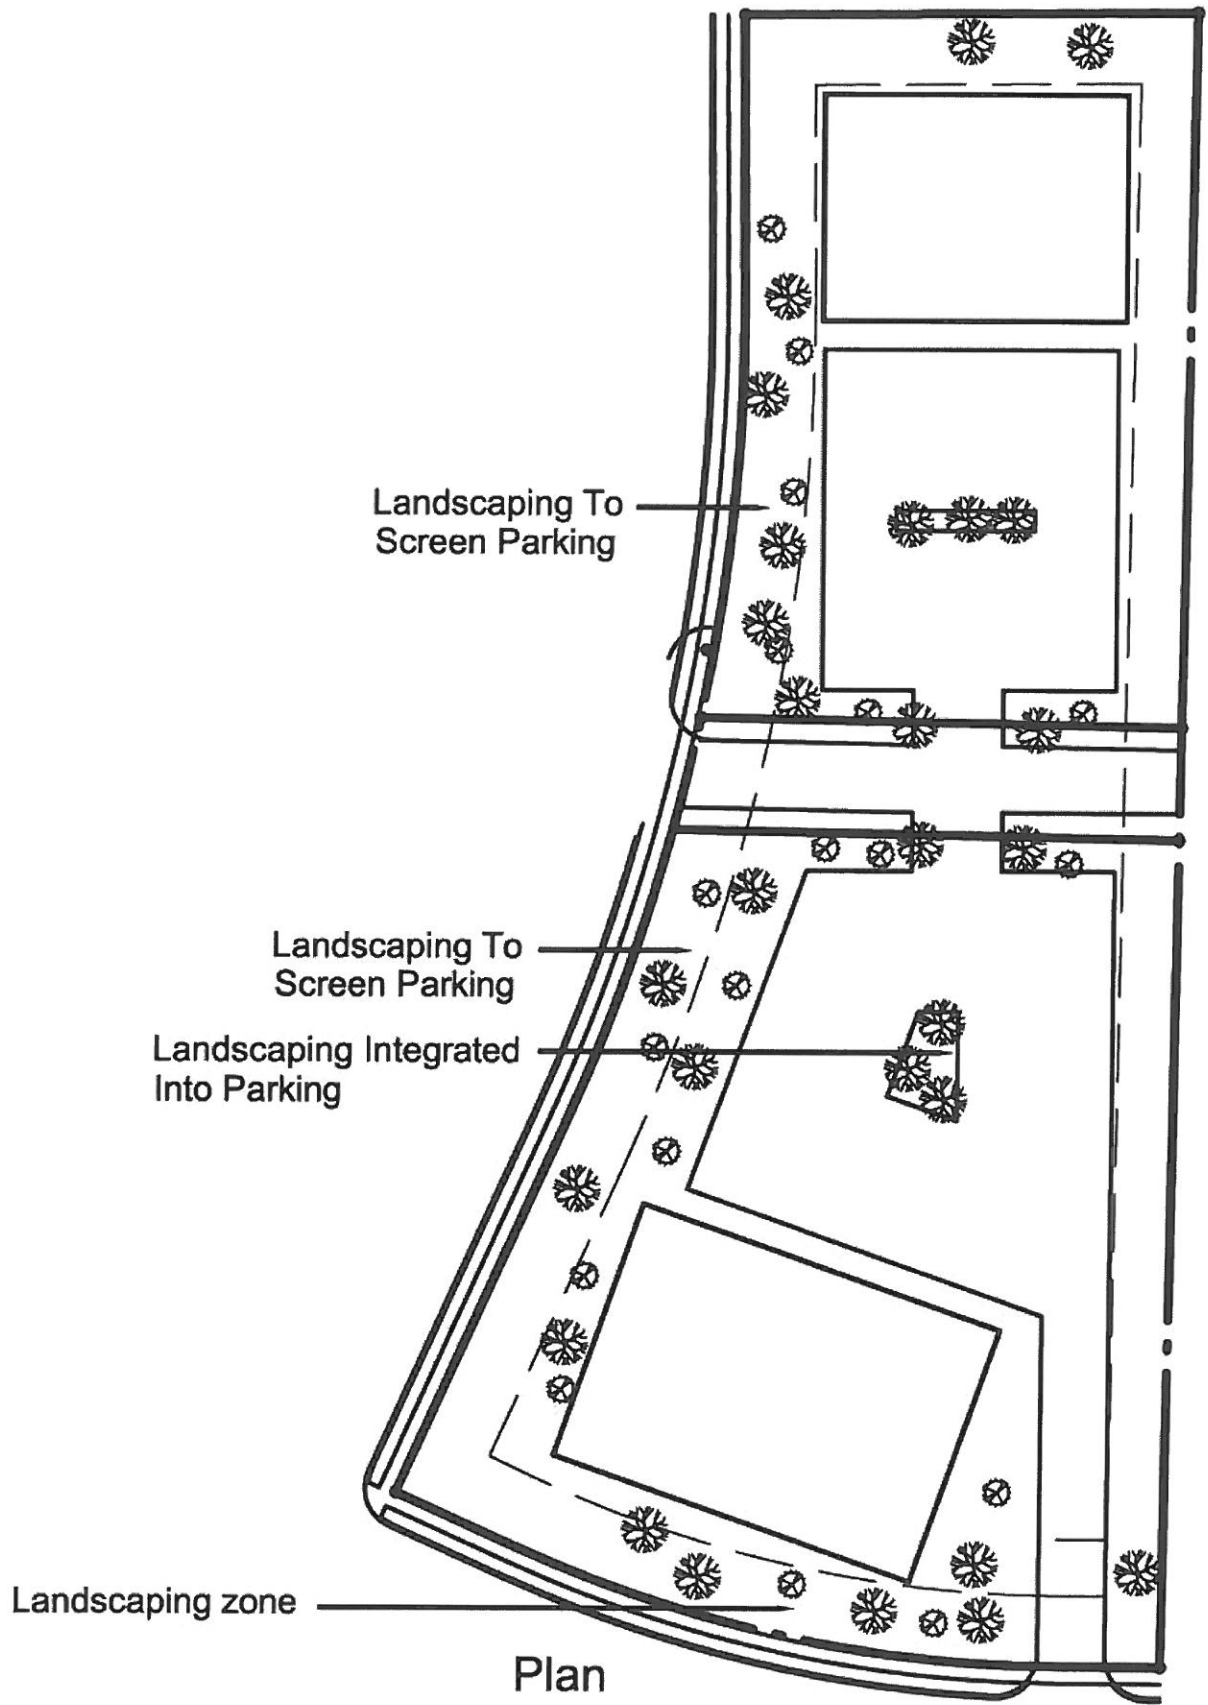 Landscaping To
Screen Parking
Landscaping To
Screen Parking
Landscaping Integrated
Into Parking
Landscaping zone
Plan